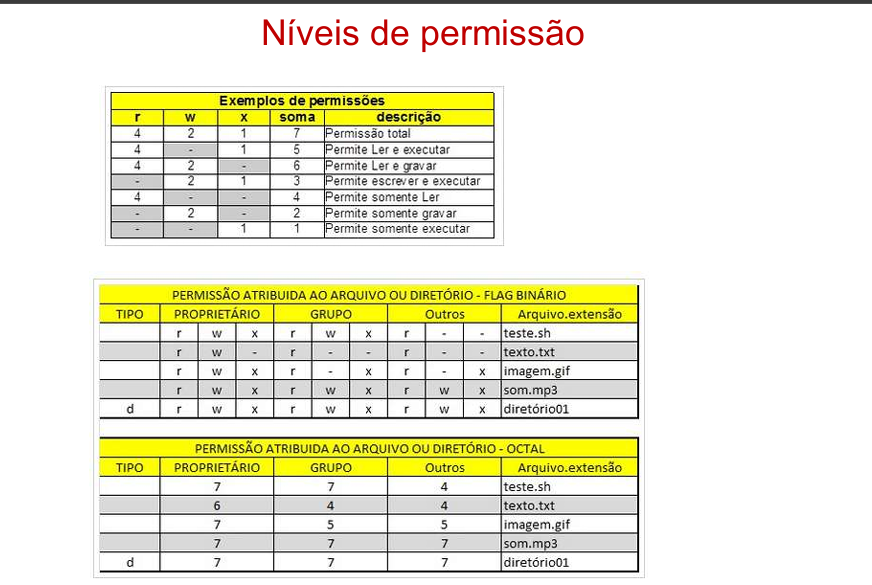 Níveis de permissão
Exemplos de permissões
r w x soma descrição
4 2 1 7 Permissão total
4 - 1 5 Permite Ler e executar
4 2 - 6 Permite Ler e gravar
- 2 1 3 Permite escrever e executar
4 - - 4 Permite somente Ler
- 2 - 2 Permite somente gravar
- - 1 1 Permite somente executar
PERMISSÃO ATRIBUIDA AO ARQUIVO OU DIRETÓRIO - FLAG BINÁRIO
TIPO PROPRIETÁRIO GRUPO Outros Arquivo.extensão
r w x r w x r - - teste.sh
r w - r - - r - - texto.txt
r w x r - x r - x imagem.gif
r w x r w x r w x som.mp3
d r w x r w x r w x diretório01
PERMISSÃO ATRIBUIDA AO ARQUIVO OU DIRETÓRIO - OCTAL
TIPO PROPRIETÁRIO GRUPO Outros Arquivo.extensão
7 7 4 teste.sh
6 4 4 texto.txt
7 5 5 imagem.gif
7 7 7 som.mp3
d 7 7 7 diretório01